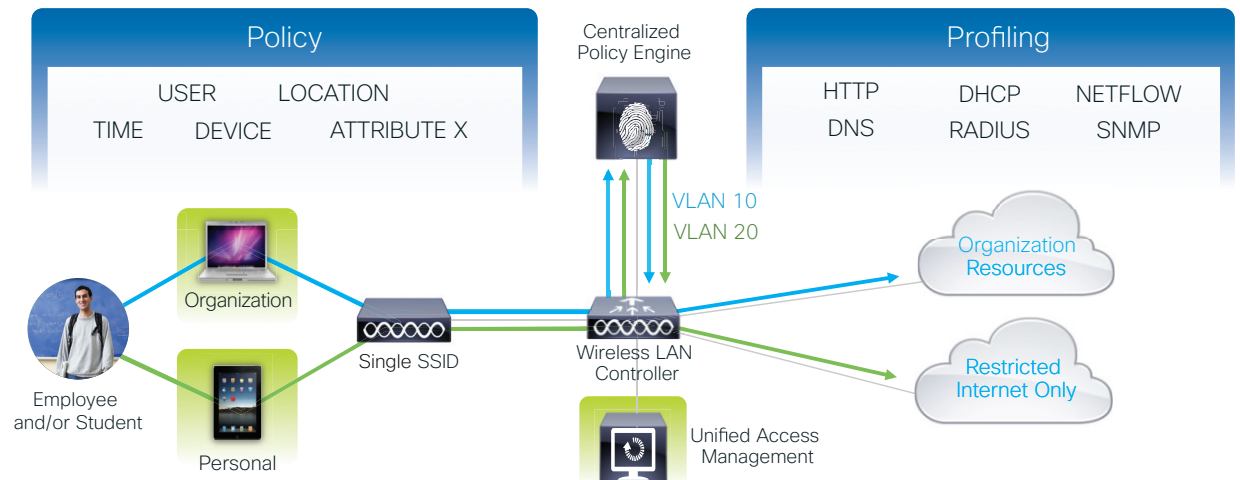 Policy
USER LOCATION
TIME DEVICE ATTRIBUTE X
Centralized
Policy Engine
Profiling
HTTP DHCP NETFLOW
DNS RADIUS SNMP
VLAN 10
VLAN 20
Organization
Personal
Employee
and/or Student
Single SSID
Wireless LAN
Controller
Unified Access
Management
Organization
Resources
Restricted
Internet Only